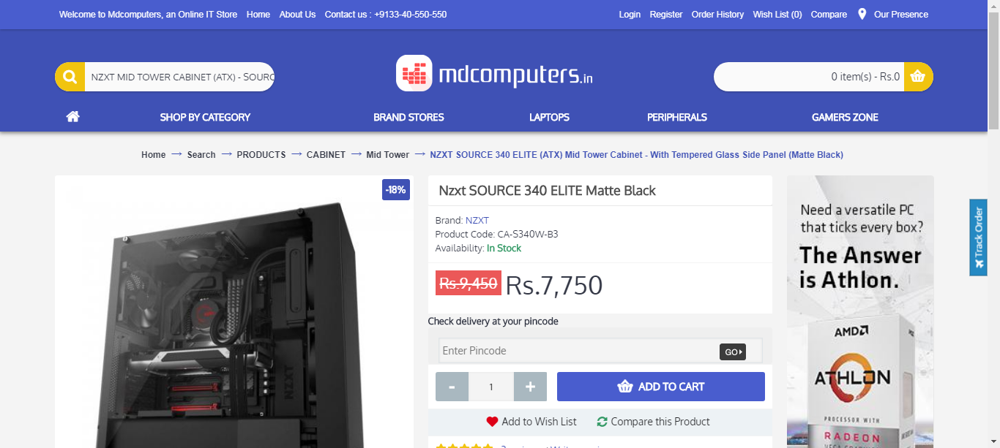 Welcome to Mdcomputers, an Online IT Store Home About Us Contact us : +9133-40-550-550 Login Register Order History Wish List (0) Compare Our Presence
NZXT MID TOWER CABINET (ATX) - SOURC
mdcomputers.in
0 item(s) - Rs.0
SHOP BY CATEGORY BRAND STORES LAPTOPS PERIPHERALS GAMERS ZONE
Home → Search → PRODUCTS → CABINET → Mid Tower → NZXT SOURCE 340 ELITE (ATX) Mid Tower Cabinet - With Tempered Glass Side Panel (Matte Black)
-18%
NZXT
Nzxt SOURCE 340 ELITE Matte Black
Brand: NZXT
Product Code: CA-S340W-B3
Availability: In Stock
Rs.9,450 Rs.7,750
Check delivery at your pincode
Enter Pincode GO
- 1 + ADD TO CART
Add to Wish List Compare this Product
Need a versatile PC
that ticks every box?
The Answer
is Athlon.
AMD
ATHLON
PROCESSOR WITH
RADEON
Track Order